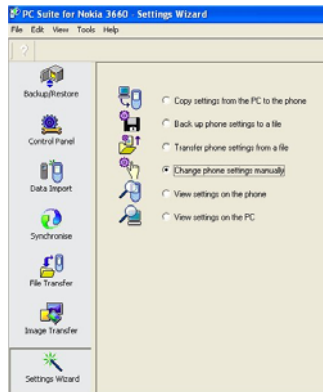 PC Suite for Nokia 3660 - Settings Wizard
File Edit View Tools Help
Backup/Restore
Control Panel
Data Import
Synchronise
File Transfer
Image Transfer
Settings Wizard
Copy settings from the PC to the phone
Back up phone settings to a file
Transfer phone settings from a file
Change phone settings manually
View settings on the phone
View settings on the PC